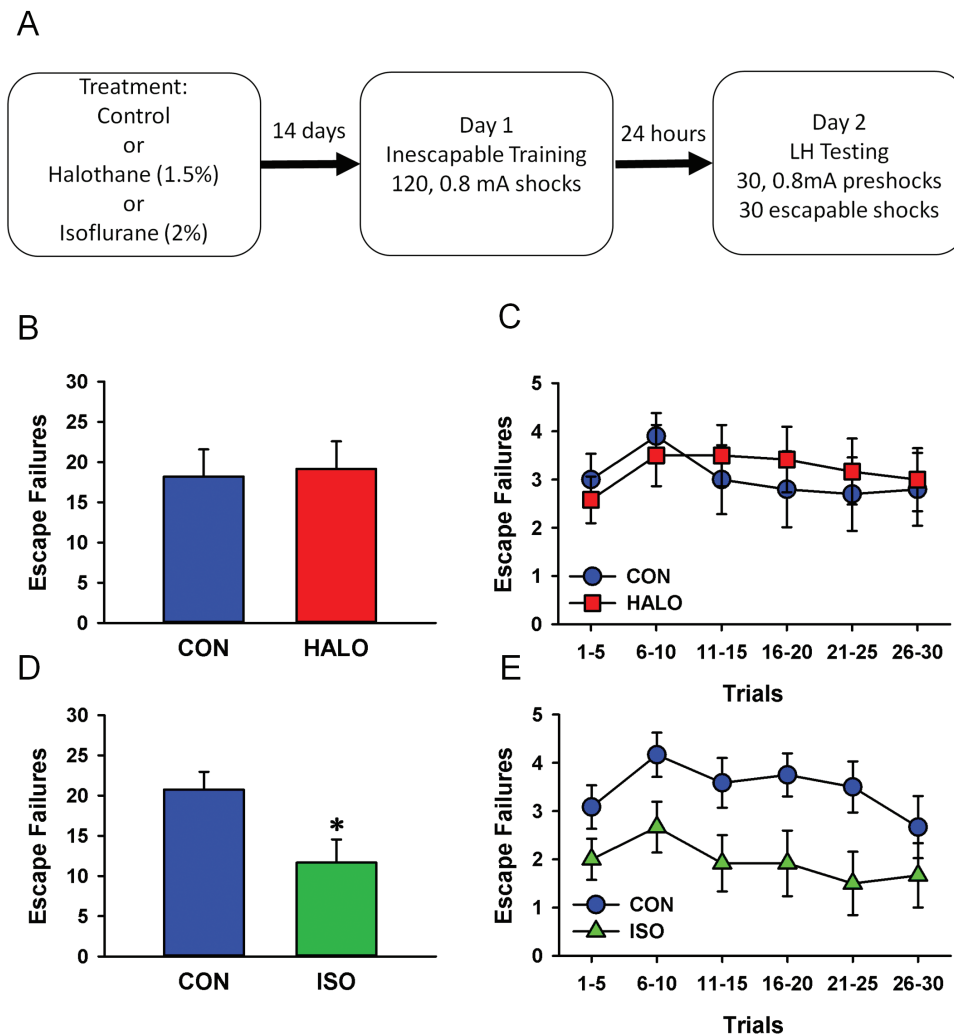 A
Treatment:
Control
or
Halothane (1.5%)
or
Isoflurane (2%)
14 days
Day 1
Inescapable Training
120, 0.8 mA shocks
24 hours
Day 2
LH Testing
30, 0.8mA preshocks
30 escapable shocks
B
Escape Failures
30
25
20
15
10
5
0
CON HALO
C
Escape Failures
5
4
3
2
1
0
CON
HALO
1-5 6-10 11-15 16-20 21-25 26-30
Trials
D
Escape Failures
30
25
20
15
10
5
0
*
CON ISO
E
Escape Failures
5
4
3
2
1
0
CON
ISO
1-5 6-10 11-15 16-20 21-25 26-30
Trials